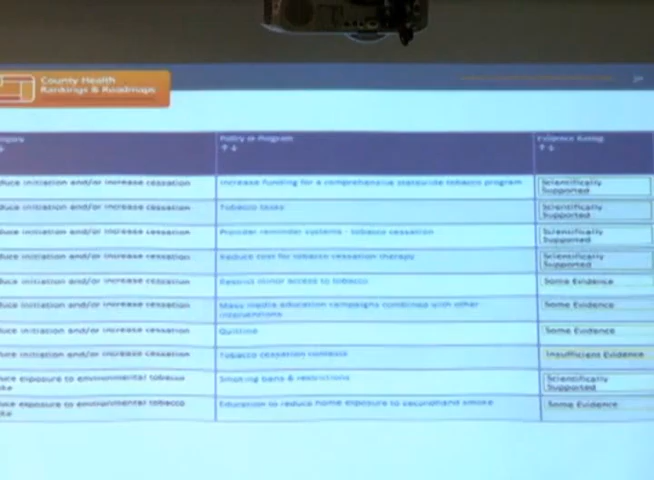 County Health
Rankings & Roadmaps
Policy or Program
Evidence Rating
duce initiation and/or increase cessation
Increase funding for a comprehensive statewide tobacco program
Scientifically
Supported
duce initiation and/or increase cessation
Tobacco taxes
Scientifically
Supported
duce initiation and/or increase cessation
Provider reminder systems - tobacco cessation
Scientifically
Supported
duce initiation and/or increase cessation
Reduce cost for tobacco cessation therapy
Scientifically
Supported
duce initiation and/or increase cessation
Restrict minor access to tobacco
Some Evidence
duce initiation and/or increase cessation
Mass media education campaigns combined with other
interventions
Some Evidence
duce initiation and/or increase cessation
Quitline
Some Evidence
duce initiation and/or increase cessation
Tobacco cessation contests
Insufficient Evidence
uce exposure to environmental tobacco
ke
Smoking bans & restrictions
Scientifically
Supported
uce exposure to environmental tobacco
ke
Education to reduce home exposure to secondhand smoke
Some Evidence